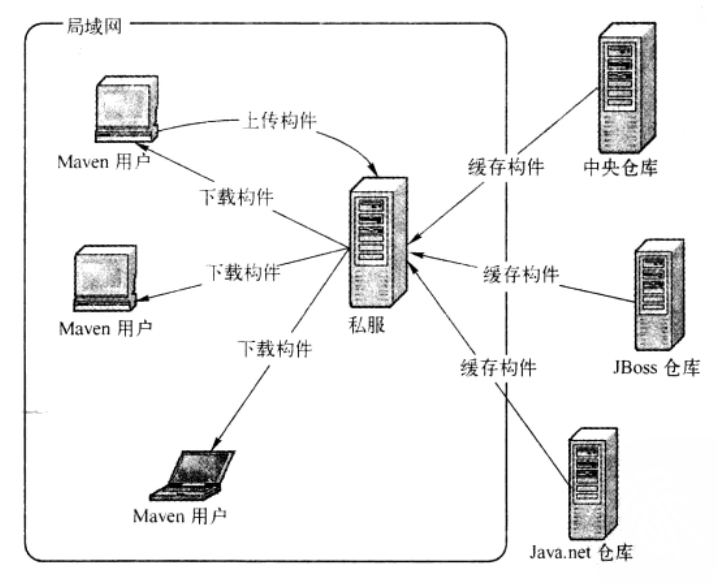 局域网
上传构件
Maven 用户
缓存构件
中央仓库
下载构件
下载构件
缓存构件
Maven 用户
私服
下载构件
缓存构件
JBoss 仓库
Maven 用户
Java.net 仓库